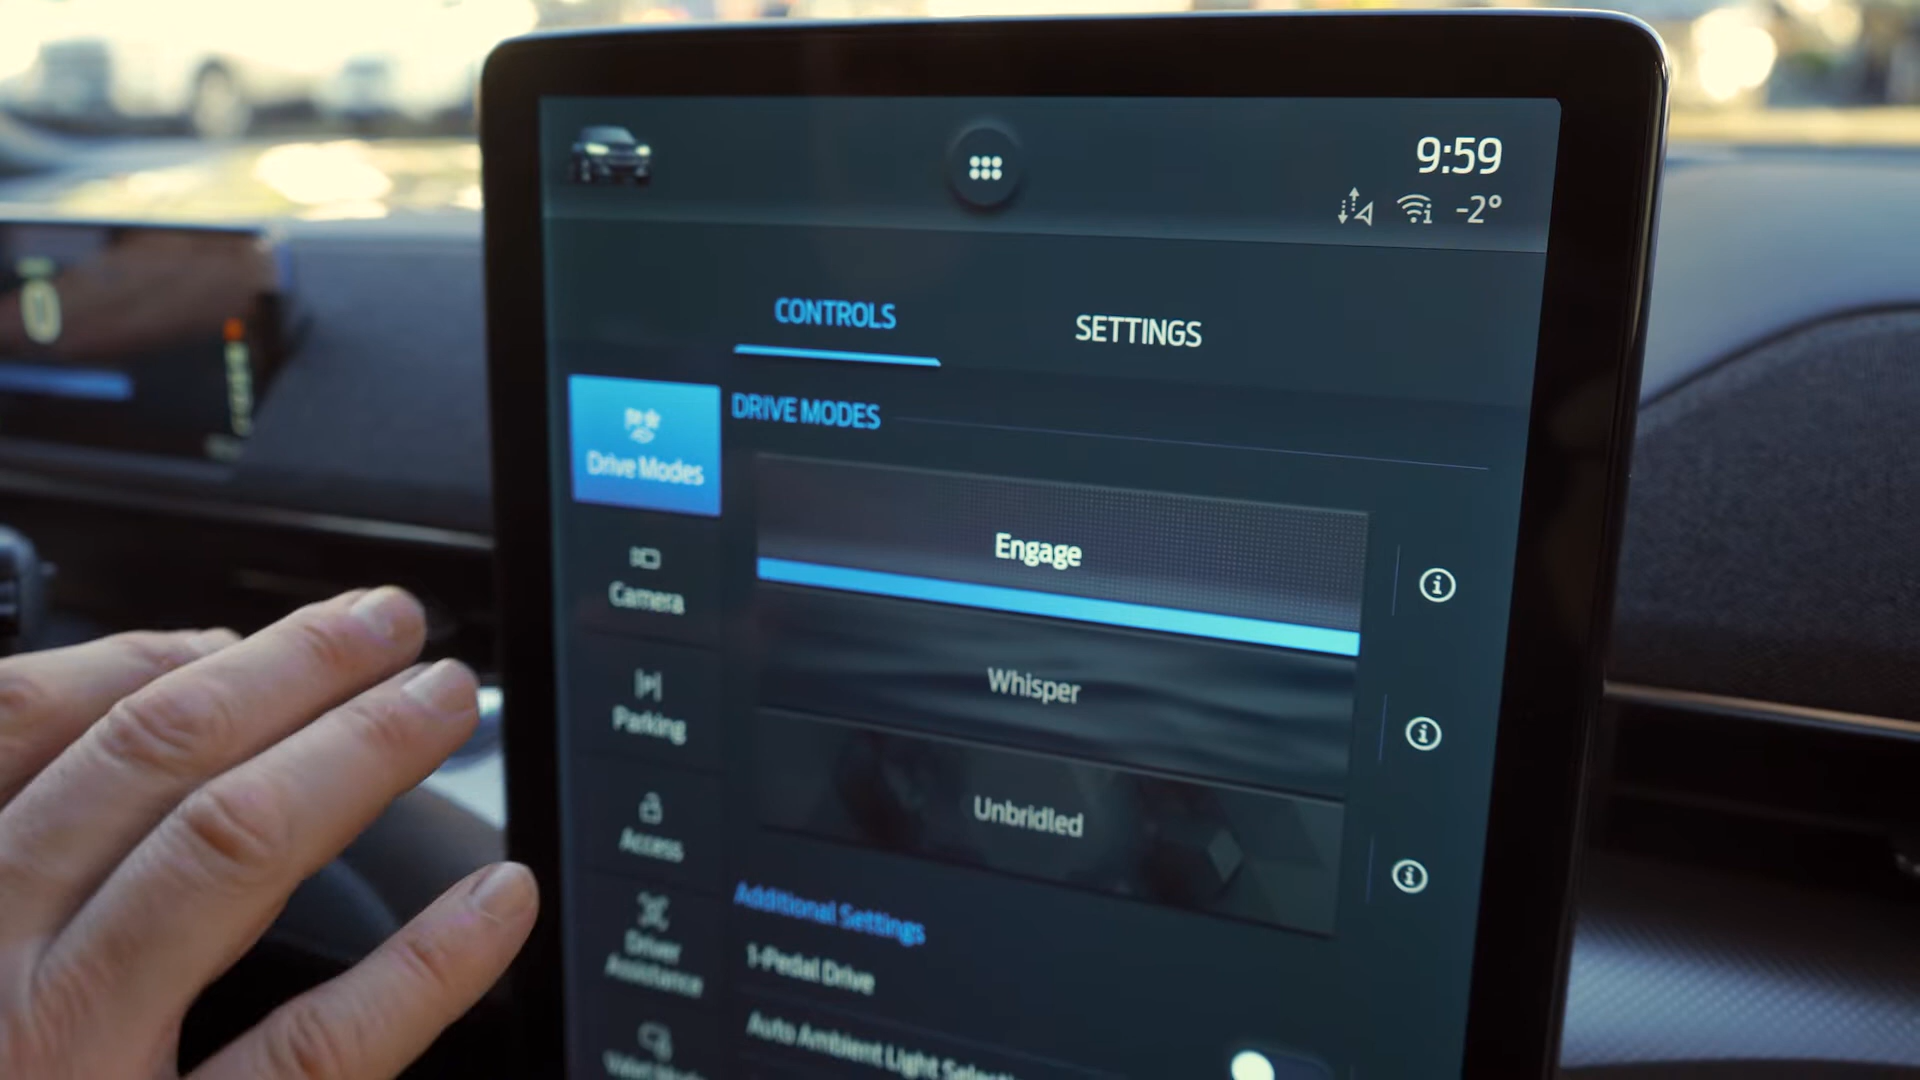 9:59
-2°
CONTROLS
SETTINGS
DRIVE MODES
Drive Modes
Engage
Camera
Whisper
Parking
Unbridled
Access
Additional Settings
Driver
Assistance
1-Pedal Drive
Auto Ambient Light
0